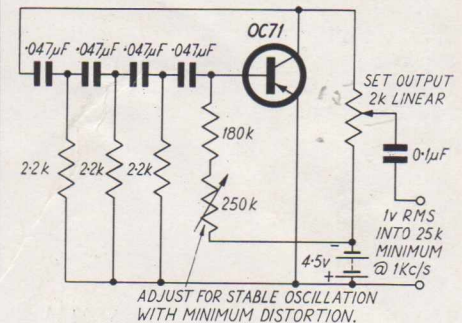 OC71
·047µF ·047µF ·047µF ·047µF
SET OUTPUT
2k LINEAR
180k
2·2k 2·2k 2·2k
0·1µF
250k
1v RMS
INTO 25k
MINIMUM
@ 1Kc/s
4·5v
-
+
ADJUST FOR STABLE OSCILLATION
WITH MINIMUM DISTORTION.